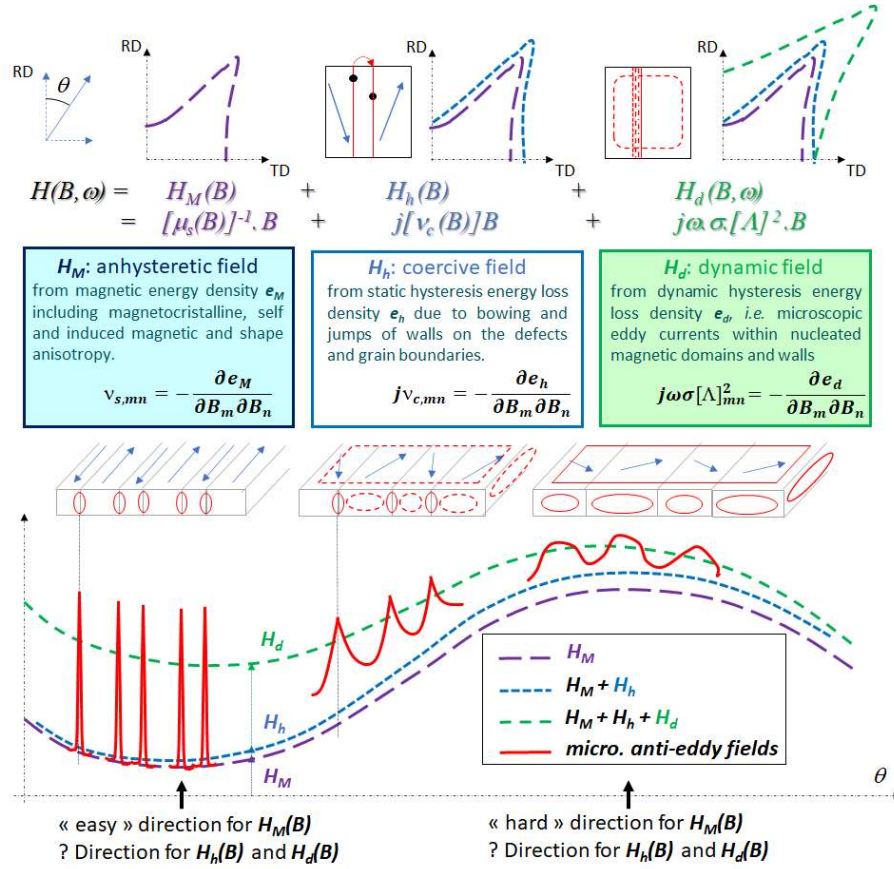 RD
θ
RD
TD
RD
TD
RD
TD
H(B,ω) = H_M(B) + H_h(B) + H_d(B,ω)
= [μ_s(B)]^{-1}. B + j[ν_c(B)]B + jω.σ.[Λ]^2.B
H_M: anhysteretic field
from magnetic energy density e_M
including magnetocristalline, self
and induced magnetic and shape
anisotropy.
ν_{s,mn} = −∂e_M/∂B_m∂B_n
H_h: coercive field
from static hysteresis energy loss
density e_h due to bowing and
jumps of walls on the defects
and grain boundaries.
jν_{c,mn} = −∂e_h/∂B_m∂B_n
H_d: dynamic field
from dynamic hysteresis energy
loss density e_d, i.e. microscopic
eddy currents within nucleated
magnetic domains and walls
jωσ[Λ]^2_{mn} = −∂e_d/∂B_m∂B_n
H_d
H_h
H_M
H_M
H_M + H_h
H_M + H_h + H_d
micro. anti-eddy fields
θ
« easy » direction for H_M(B)
? Direction for H_h(B) and H_d(B)
« hard » direction for H_M(B)
? Direction for H_h(B) and H_d(B)